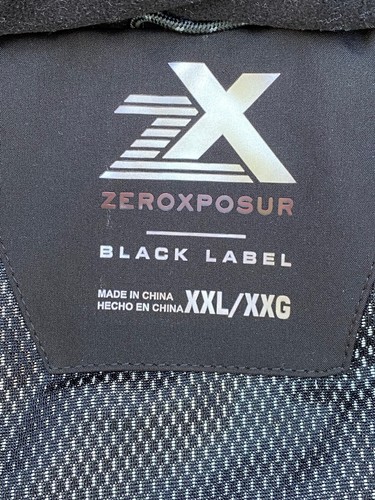 ZX
ZEROXPOSUR
BLACK LABEL
MADE IN CHINA
HECHO EN CHINA XXL/XXG